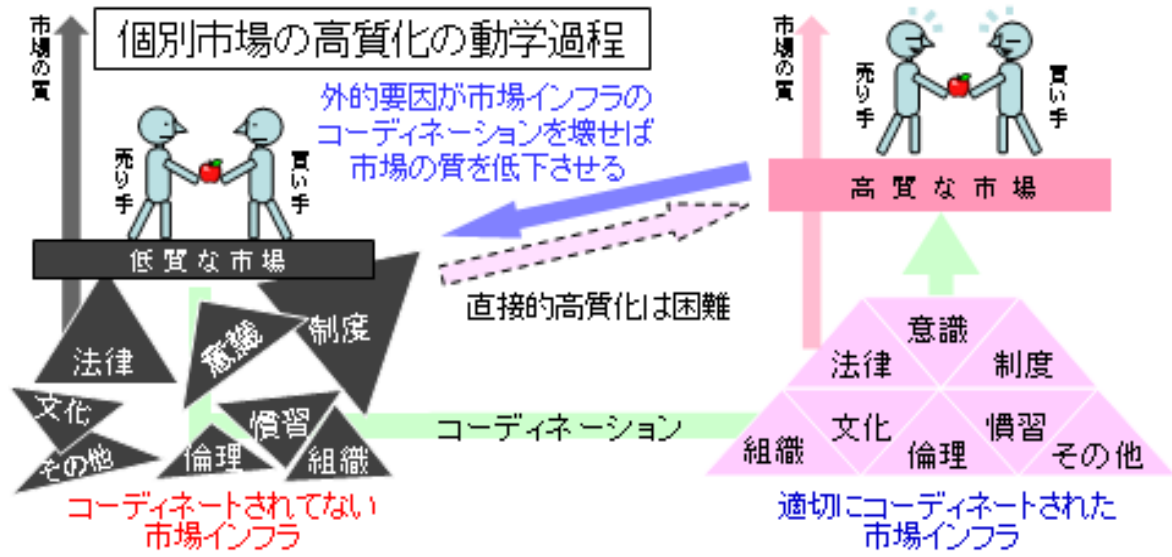 個別市場の高質化の動学過程
市場の質
売り手
買い手
低質な市場
外的要因が市場インフラの
コーディネーションを壊せば
市場の質を低下させる
直接的高質化は困難
市場の質
売り手
買い手
高質な市場
法律
意識
制度
文化
その他
倫理
慣習
組織
コーディネーション
意識
法律
制度
組織
文化
倫理
慣習
その他
コーディネートされてない
市場インフラ
適切にコーディネートされた
市場インフラ